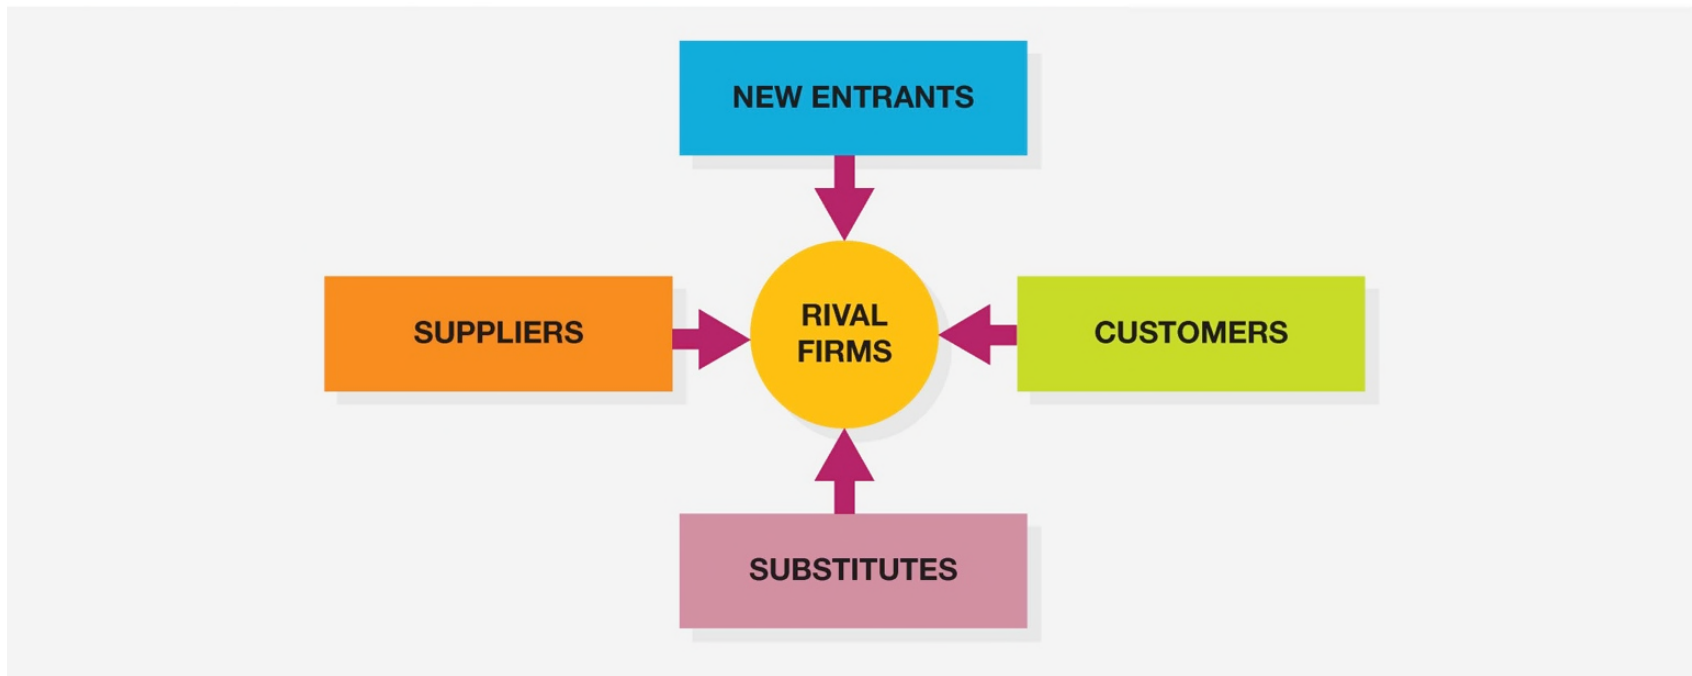 NEW ENTRANTS
SUPPLIERS
RIVAL
FIRMS
CUSTOMERS
SUBSTITUTES